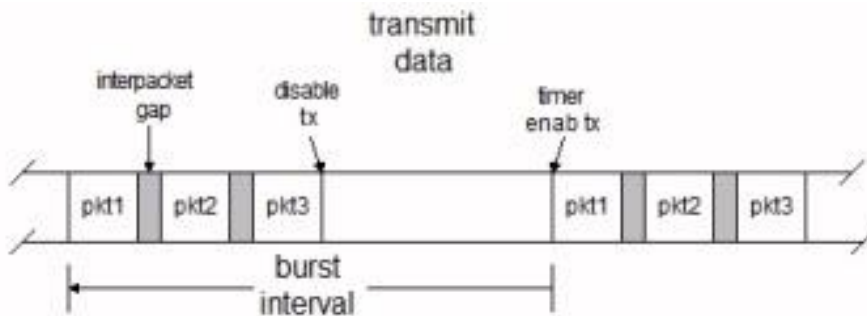 transmit
data
interpacket
gap
disable
tx
timer
enab tx
pkt1 pkt2 pkt3 pkt1 pkt2 pkt3
burst
interval